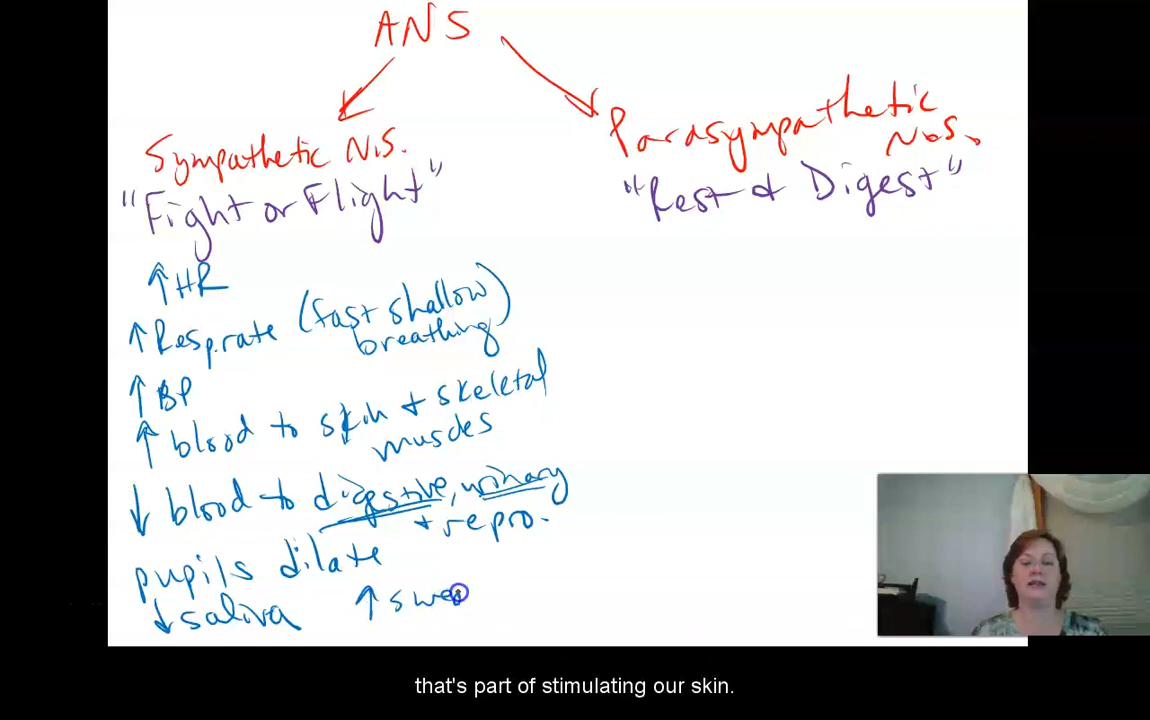 ANS
Sympathetic N.S.
"Fight or Flight"
Parasympathetic
N.S.
"Rest & Digest"
↑ HR
↑ Resp. rate (fast shallow
breathing)
↑ BP
↑ blood to skin + skeletal
muscles
↓ blood to digestive, urinary
+ repro.
pupils dilate
↓ saliva ↑ swea
that's part of stimulating our skin.